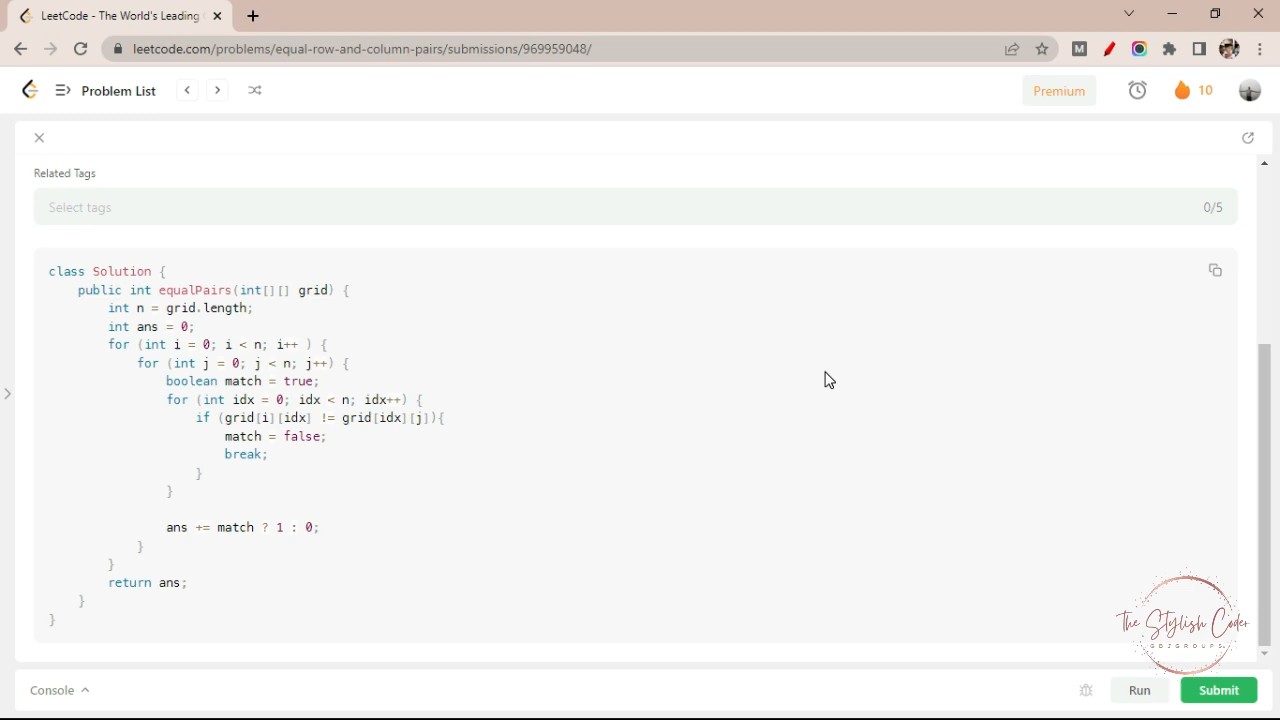 LeetCode - The World's Leading
leetcode.com/problems/equal-row-and-column-pairs/submissions/969959048/
M
Problem List
Premium
10
Related Tags
Select tags
0/5
class Solution {
    public int equalPairs(int[][] grid) {
        int n = grid.length;
        int ans = 0;
        for (int i = 0; i < n; i++ ) {
            for (int j = 0; j < n; j++) {
                boolean match = true;
                for (int idx = 0; idx < n; idx++) {
                    if (grid[i][idx] != grid[idx][j]){
                        match = false;
                        break;
                    }
                }

                ans += match ? 1 : 0;
            }
        }
        return ans;
    }
}
The Stylish Coder
Console
Run
Submit